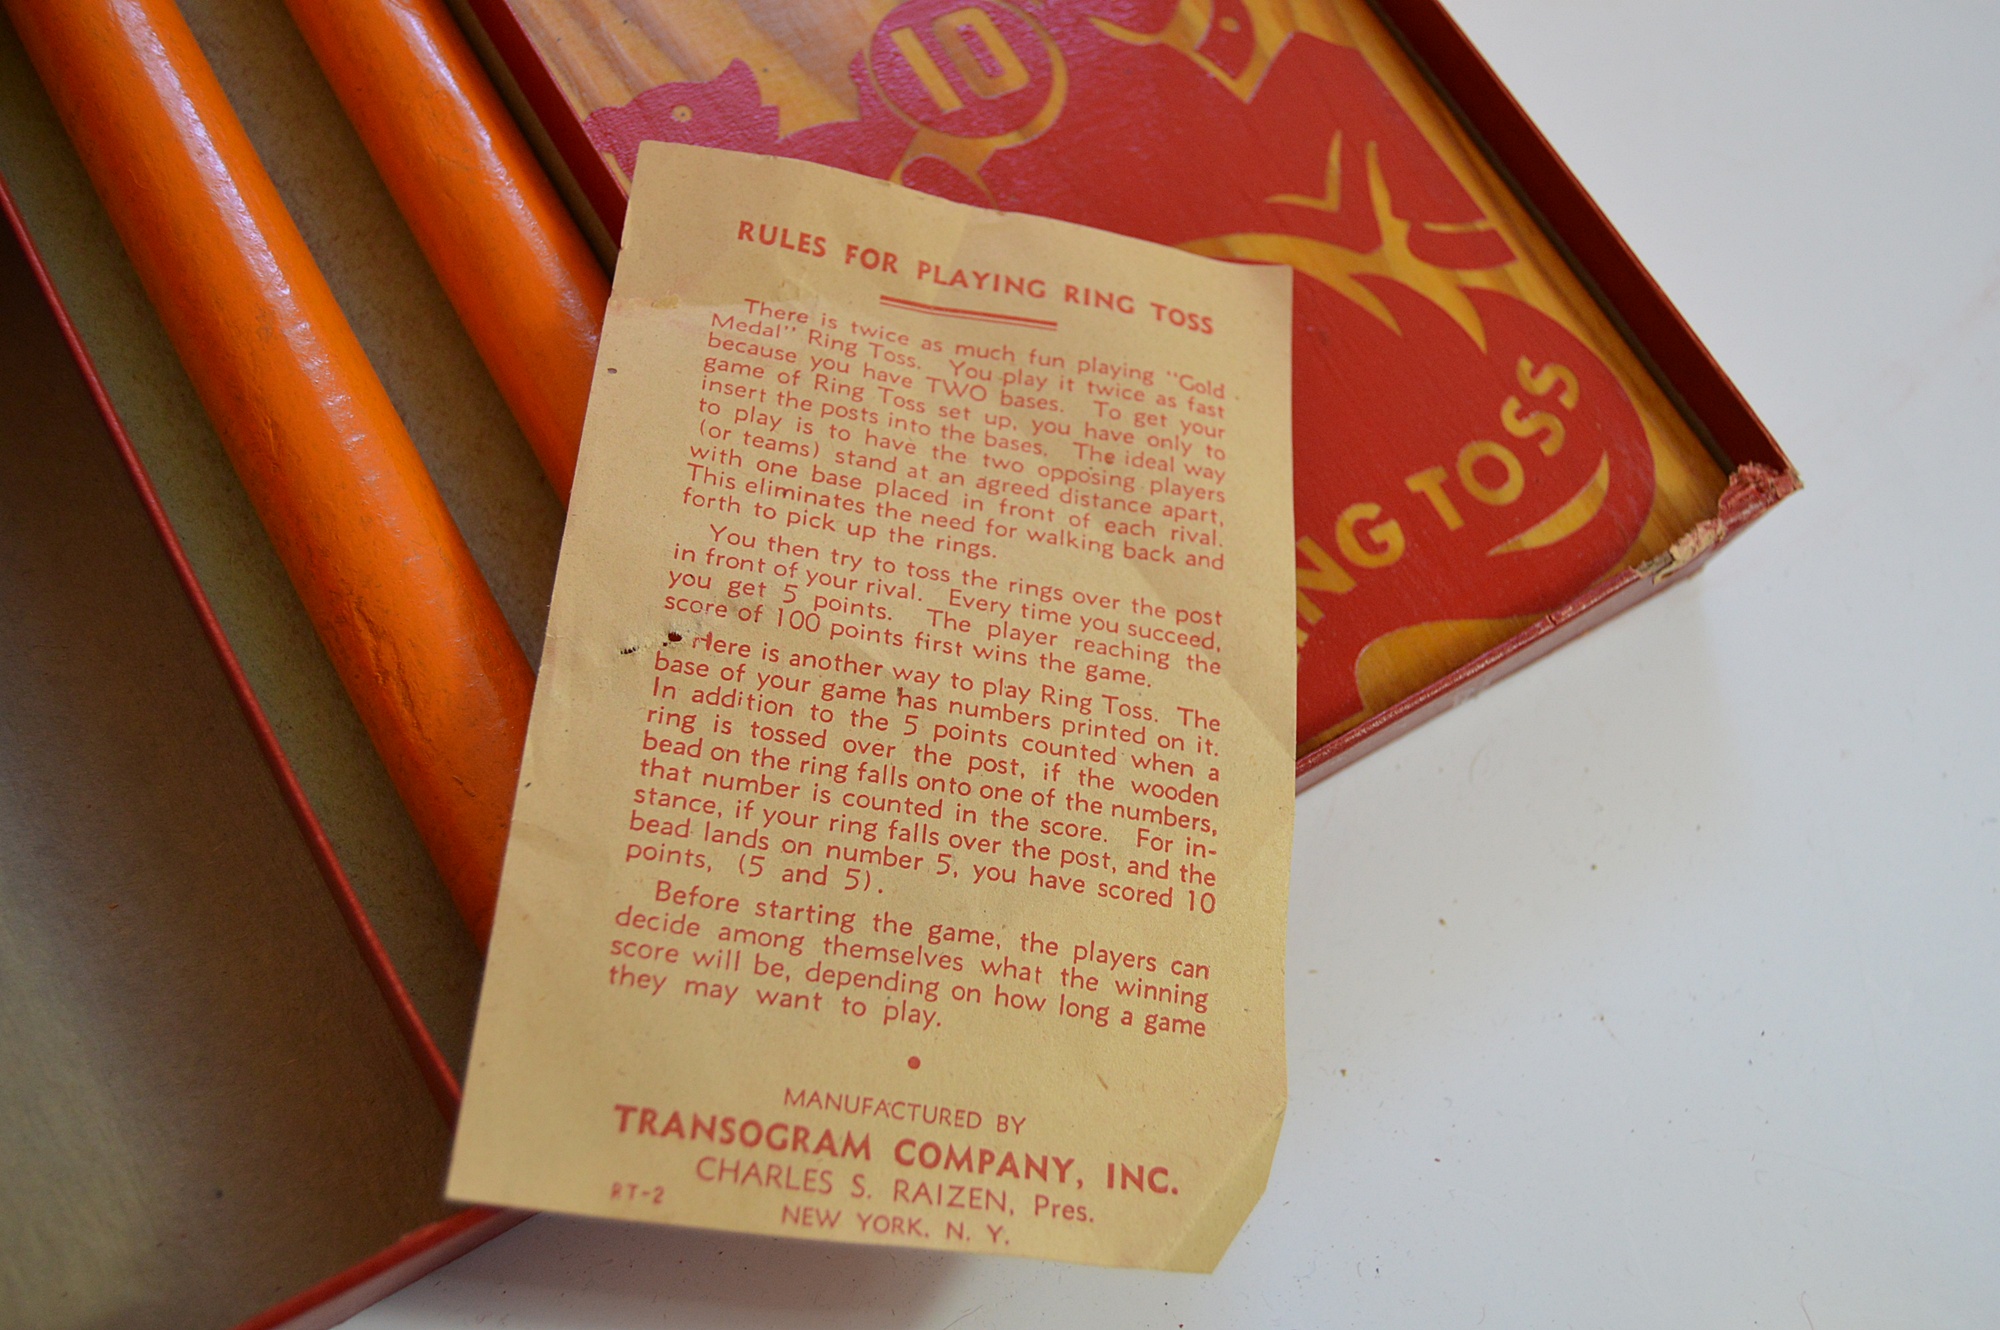 10
RULES FOR PLAYING RING TOSS
There is twice as much fun playing "Gold
Medal" Ring Toss. You play it twice as fast
because you have TWO bases. To get your
game of Ring Toss set up, you have only to
insert the posts into the bases. The ideal way
to play is to have the two opposing players
(or teams) stand at an agreed distance apart,
with one base placed in front of each rival.
This eliminates the need for walking back and
forth to pick up the rings.
You then try to toss the rings over the post
in front of your rival. Every time you succeed,
you get 5 points. The player reaching the
score of 100 points first wins the game.
Here is another way to play Ring Toss. The
base of your game has numbers printed on it.
In addition to the 5 points counted when a
ring is tossed over the post, if the wooden
bead on the ring falls onto one of the numbers,
that number is counted in the score. For in-
stance, if your ring falls over the post, and the
bead lands on number 5, you have scored 10
points, (5 and 5).
Before starting the game, the players can
decide among themselves what the winning
score will be, depending on how long a game
they may want to play.
MANUFACTURED BY
TRANSOGRAM COMPANY, INC.
CHARLES S. RAIZEN, Pres.
RT-2
NEW YORK, N. Y.
ING TOSS